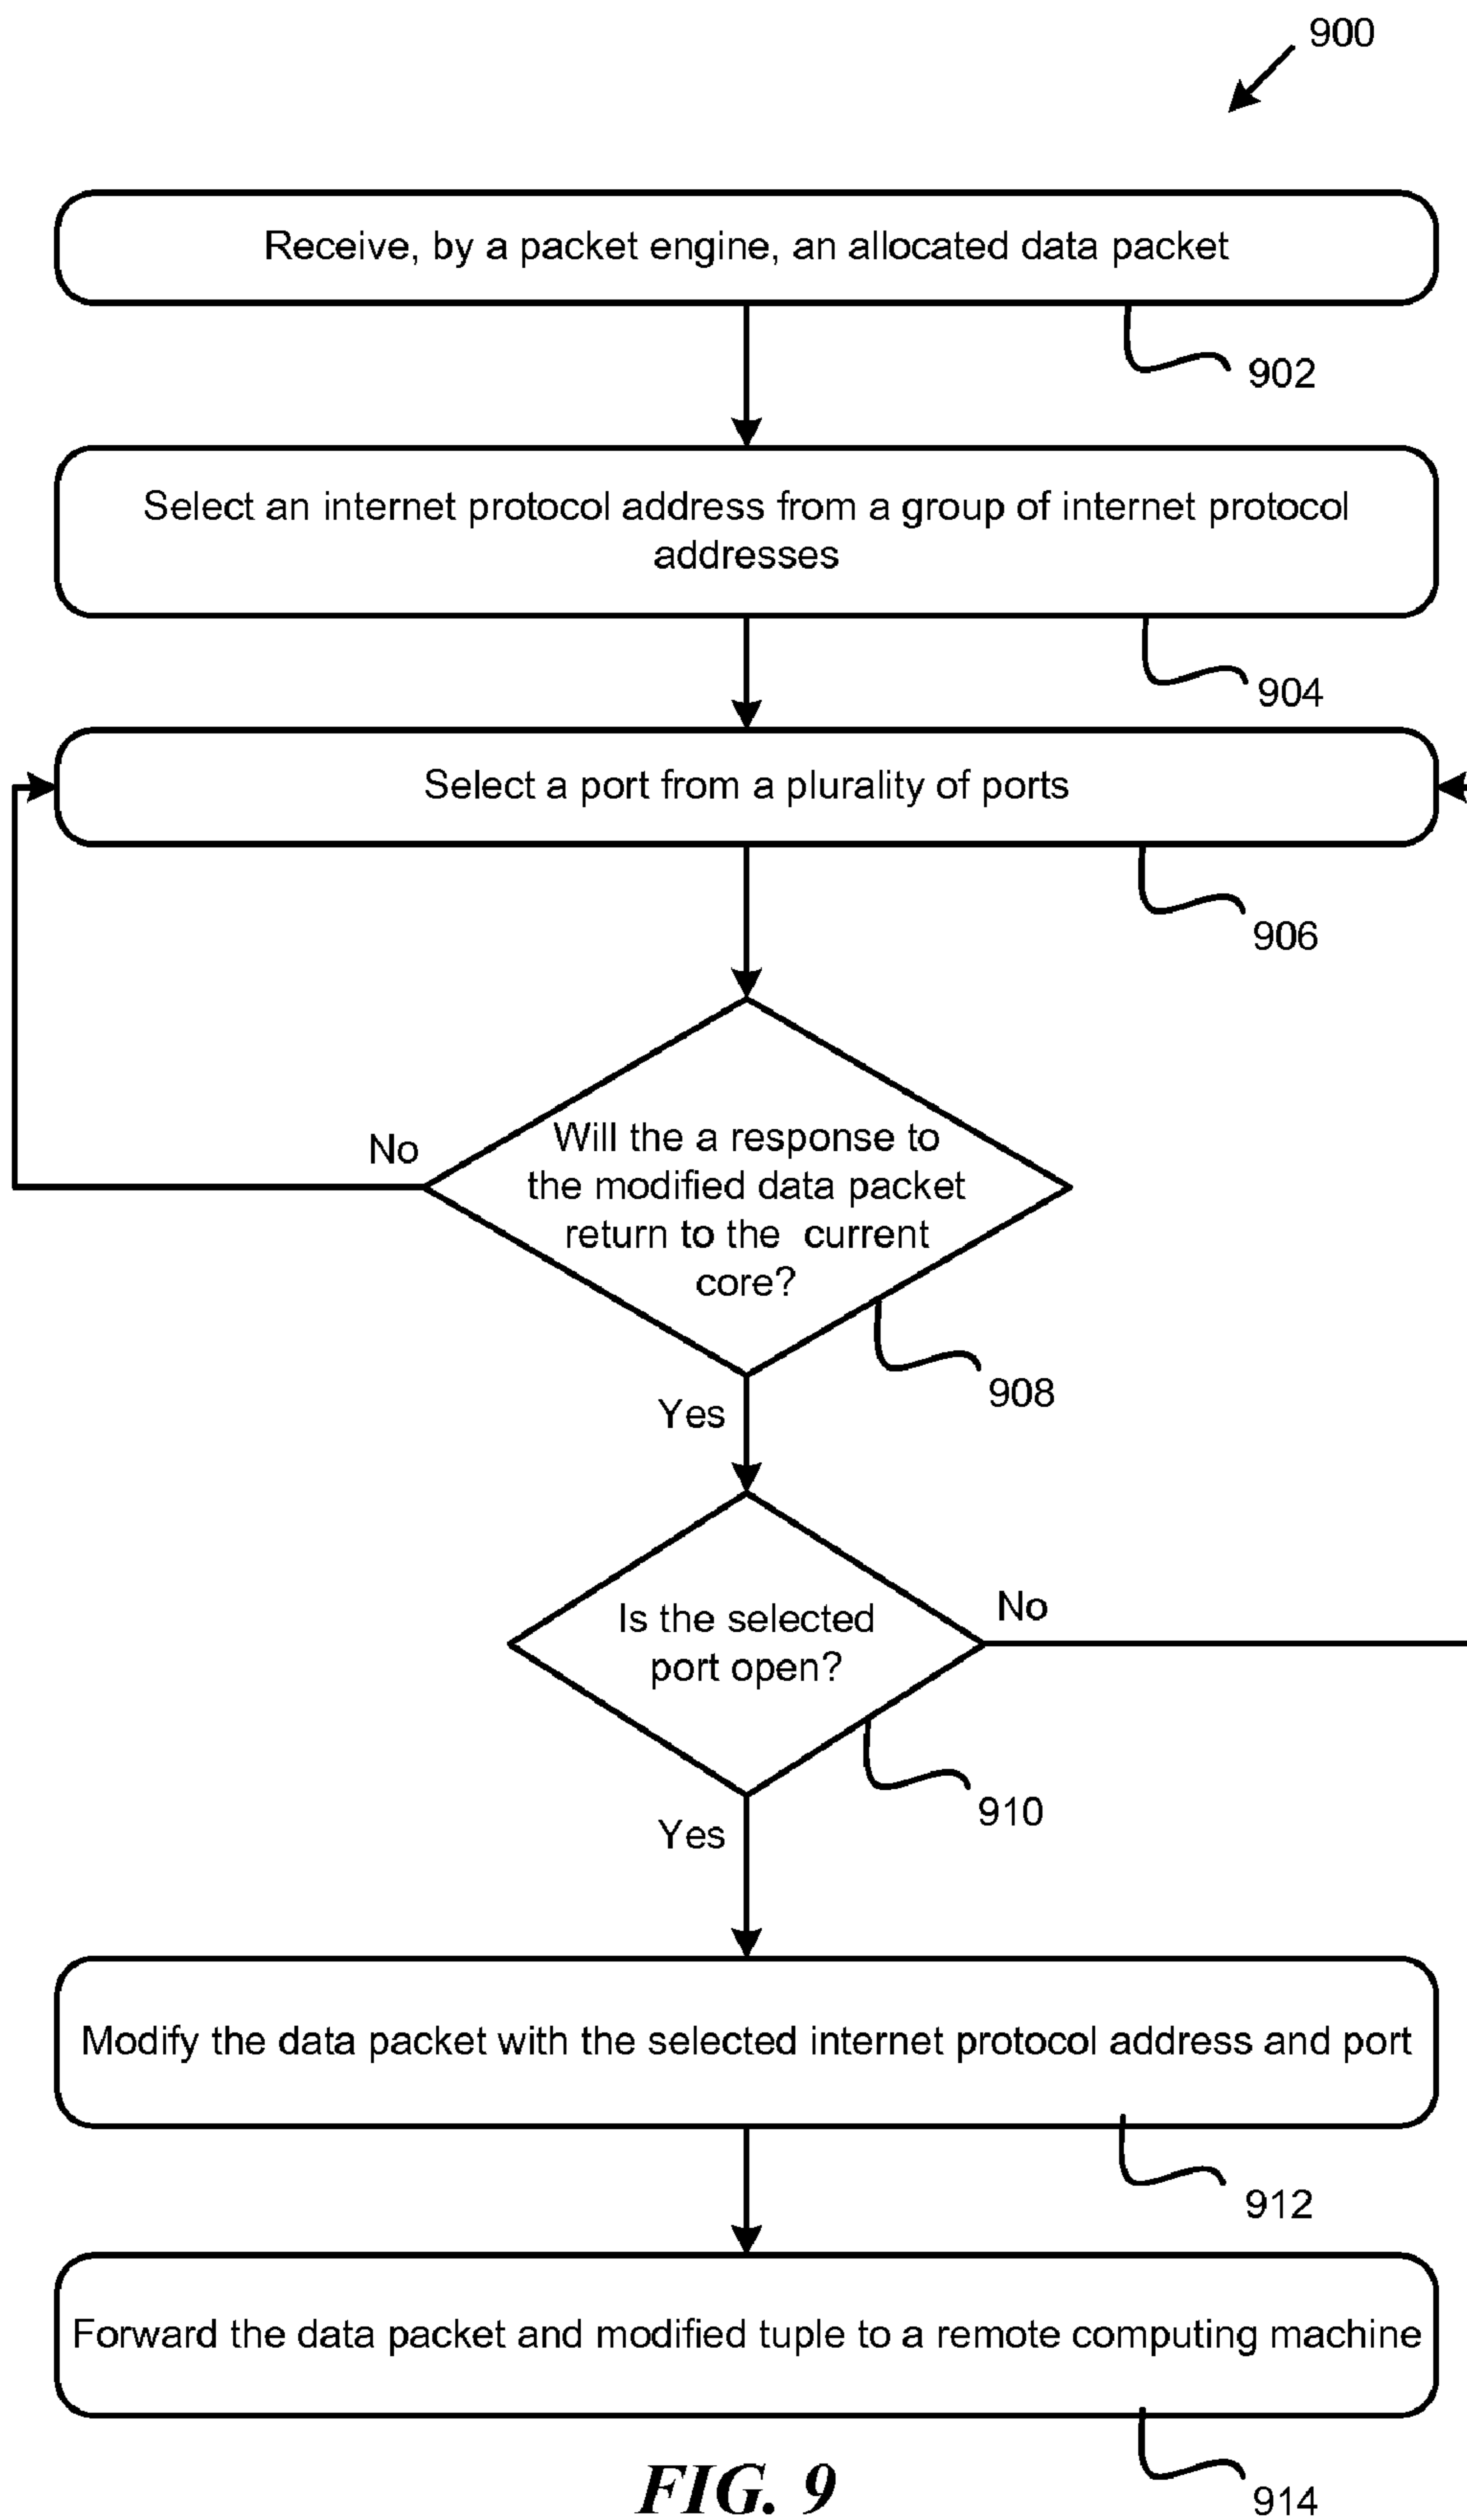 900
Receive, by a packet engine, an allocated data packet
902
Select an internet protocol address from a group of internet protocol
addresses
904
Select a port from a plurality of ports
906
No
Will the a response to
the modified data packet
return to the current
core?
908
Yes
Is the selected
port open?
No
910
Yes
Modify the data packet with the selected internet protocol address and port
912
Forward the data packet and modified tuple to a remote computing machine
914
FIG. 9